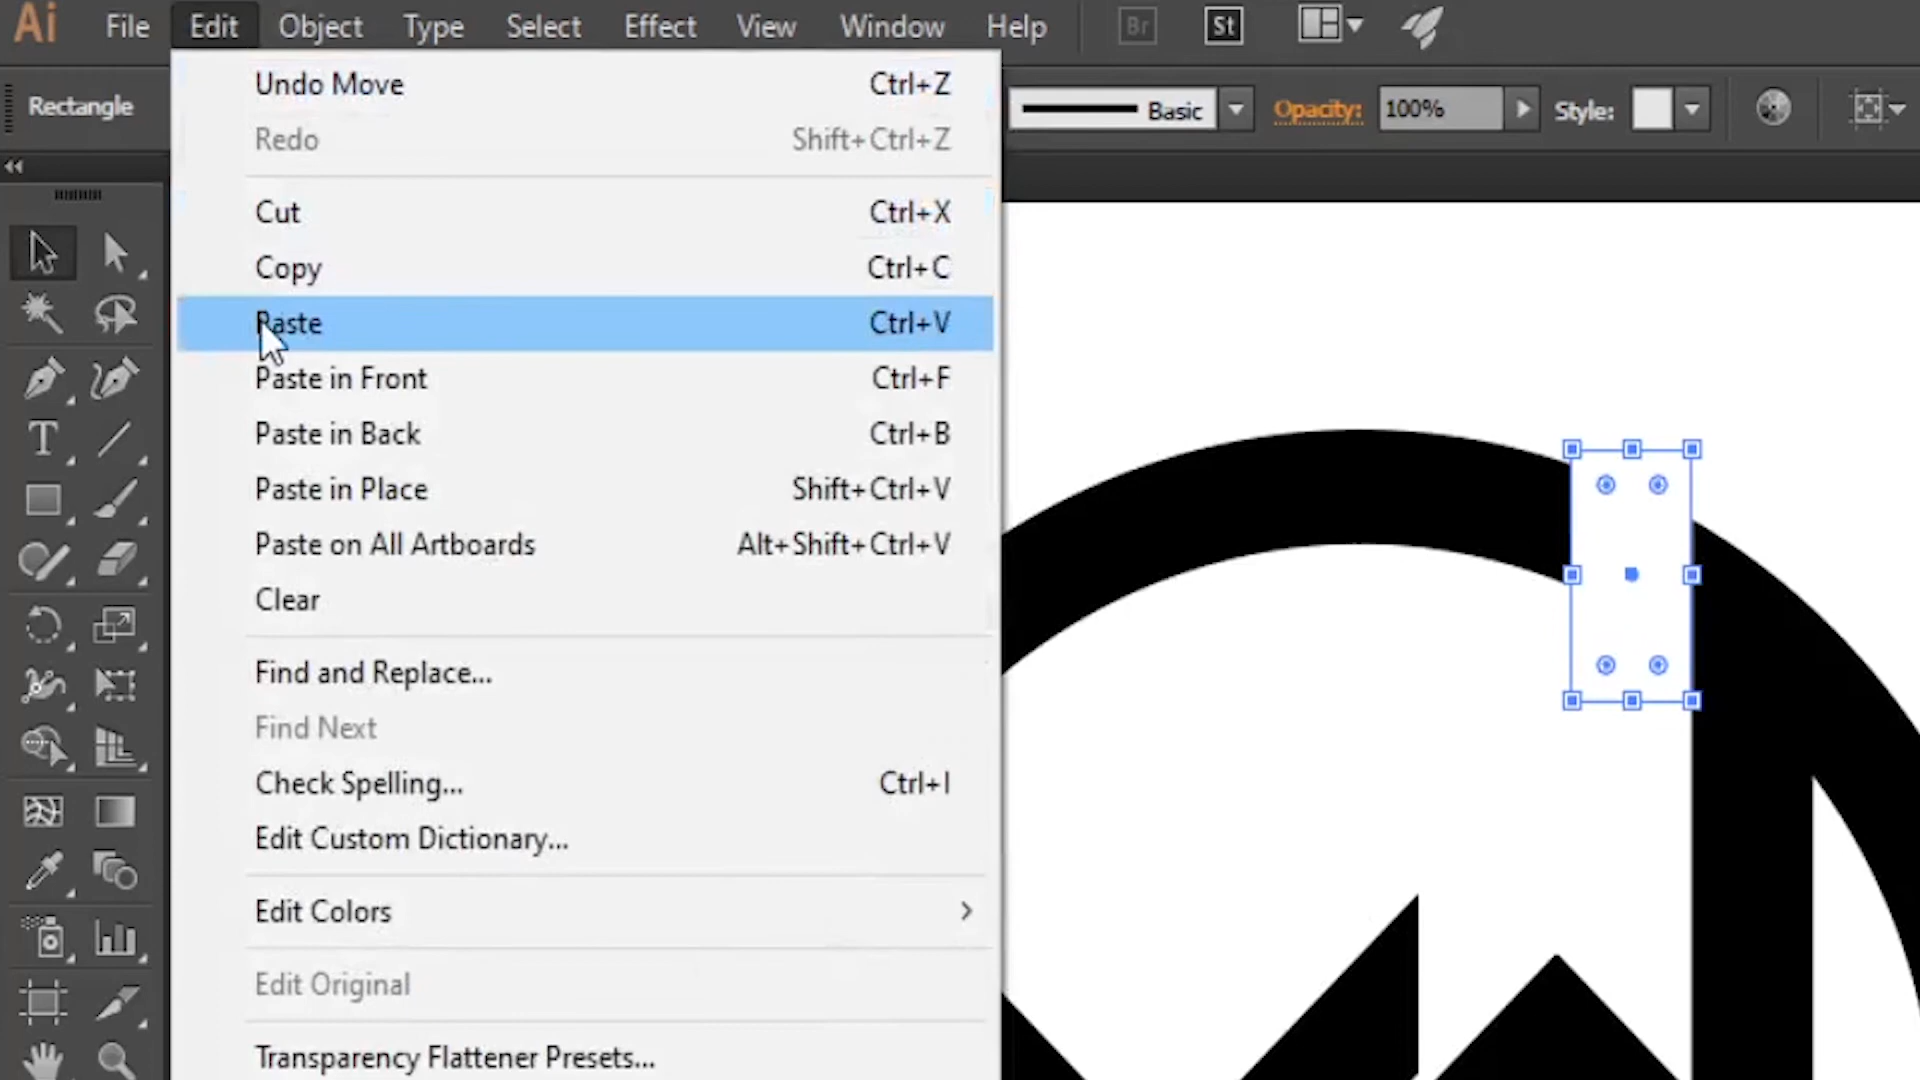 Ai File Edit Object Type Select Effect View Window Help Br St
Rectangle Basic Opacity: 100% Style:
Undo Move Ctrl+Z
Redo Shift+Ctrl+Z
Cut Ctrl+X
Copy Ctrl+C
Paste Ctrl+V
Paste in Front Ctrl+F
Paste in Back Ctrl+B
Paste in Place Shift+Ctrl+V
Paste on All Artboards Alt+Shift+Ctrl+V
Clear
Find and Replace...
Find Next
Check Spelling... Ctrl+I
Edit Custom Dictionary...
Edit Colors
Edit Original
Transparency Flattener Presets...